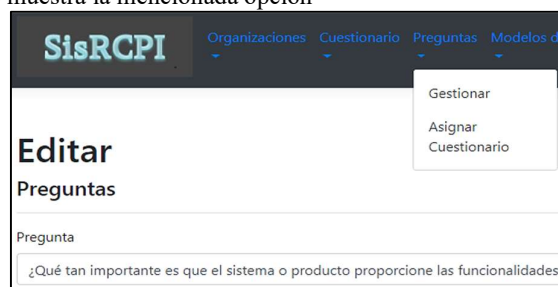 muestra la mencionada opción
SisRCPI Organizaciones Cuestionario Preguntas Modelos d
Gestionar
Asignar
Cuestionario
Editar
Preguntas
Pregunta
¿Qué tan importante es que el sistema o producto proporcione las funcionalidades